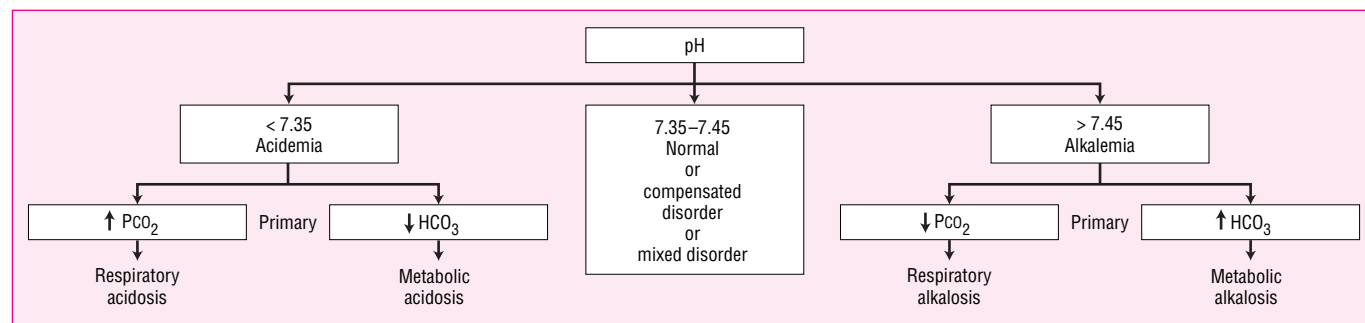 pH
< 7.35
Acidemia
7.35–7.45
Normal
or
compensated
disorder
or
mixed disorder
> 7.45
Alkalemia
↑ PCO₂
Primary
↓ HCO₃
↓ PCO₂
Primary
↑ HCO₃
Respiratory
acidosis
Metabolic
acidosis
Respiratory
alkalosis
Metabolic
alkalosis